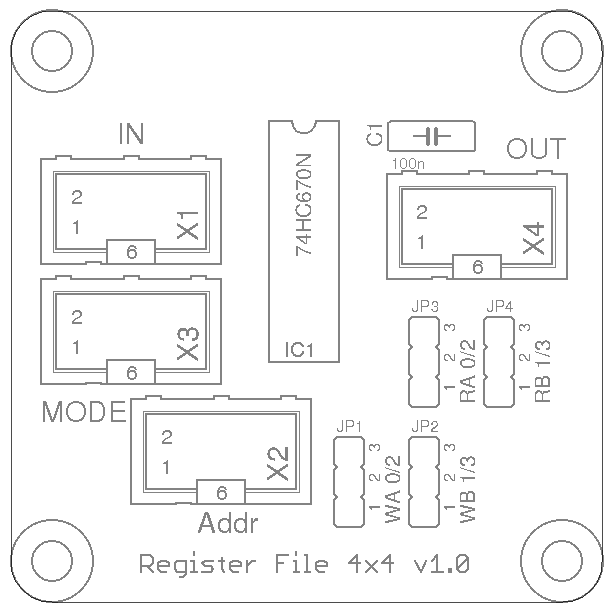 IN
2
1
X1
6
2
1
X3
6
MODE
2
1
X2
6
Addr
74HC670N
IC1
C1
100n
OUT
2
1
X4
6
JP3
1 2 3
RA 0/2
JP4
1 2 3
RB 1/3
JP1
1 2 3
WA 0/2
JP2
1 2 3
WB 1/3
Register File 4x4 v1.0